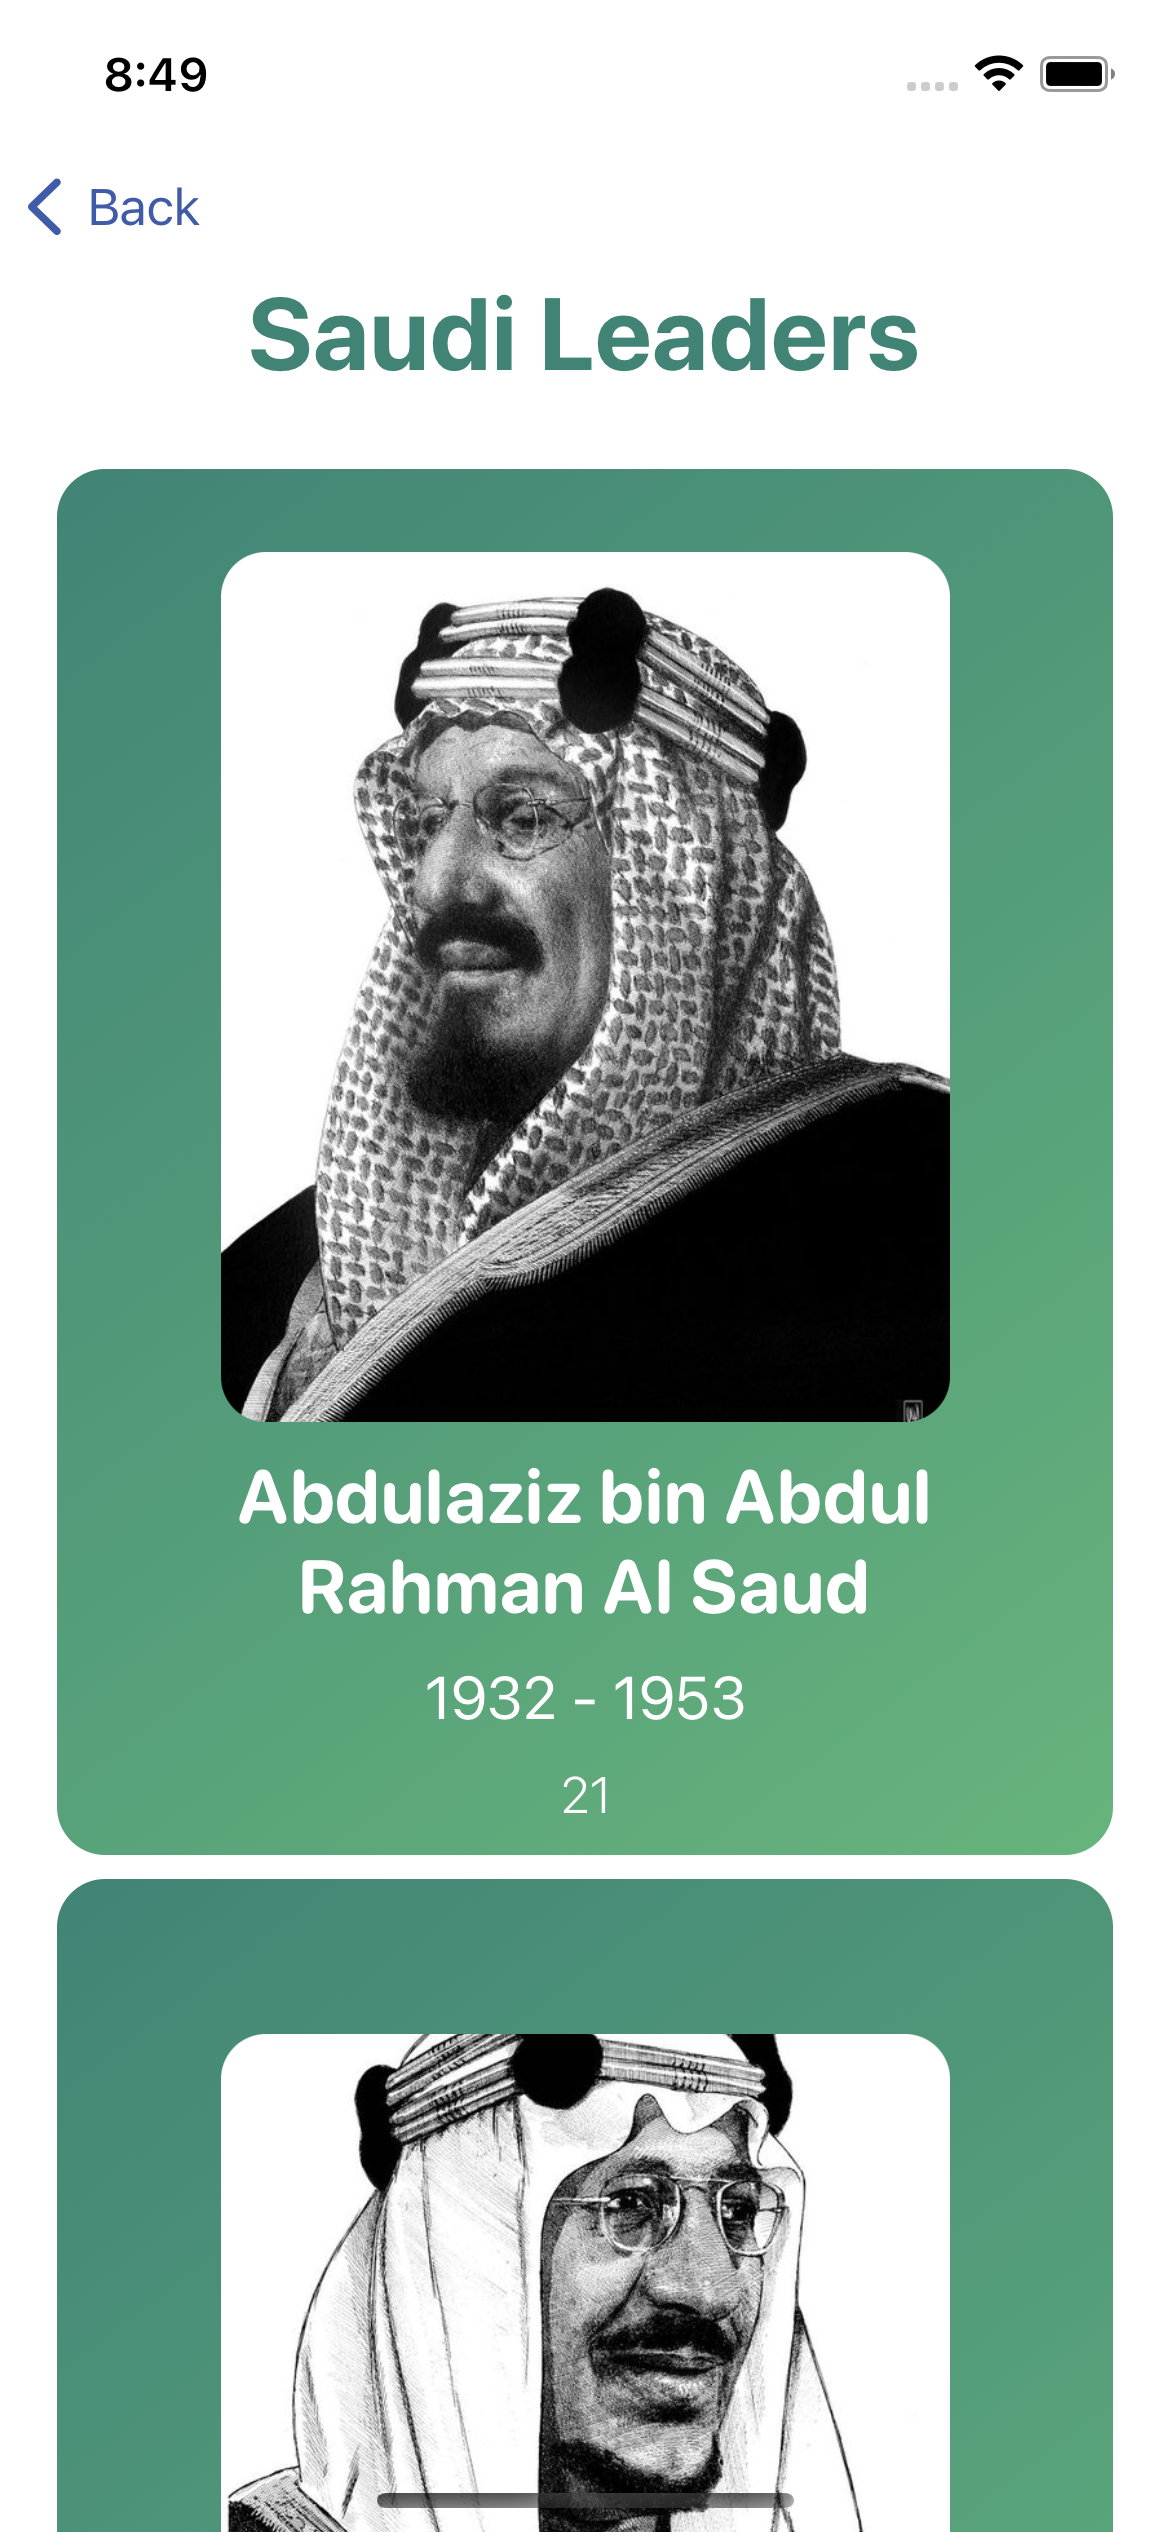 8:49
Back
Saudi Leaders
Abdulaziz bin Abdul
Rahman Al Saud
1932 - 1953
21